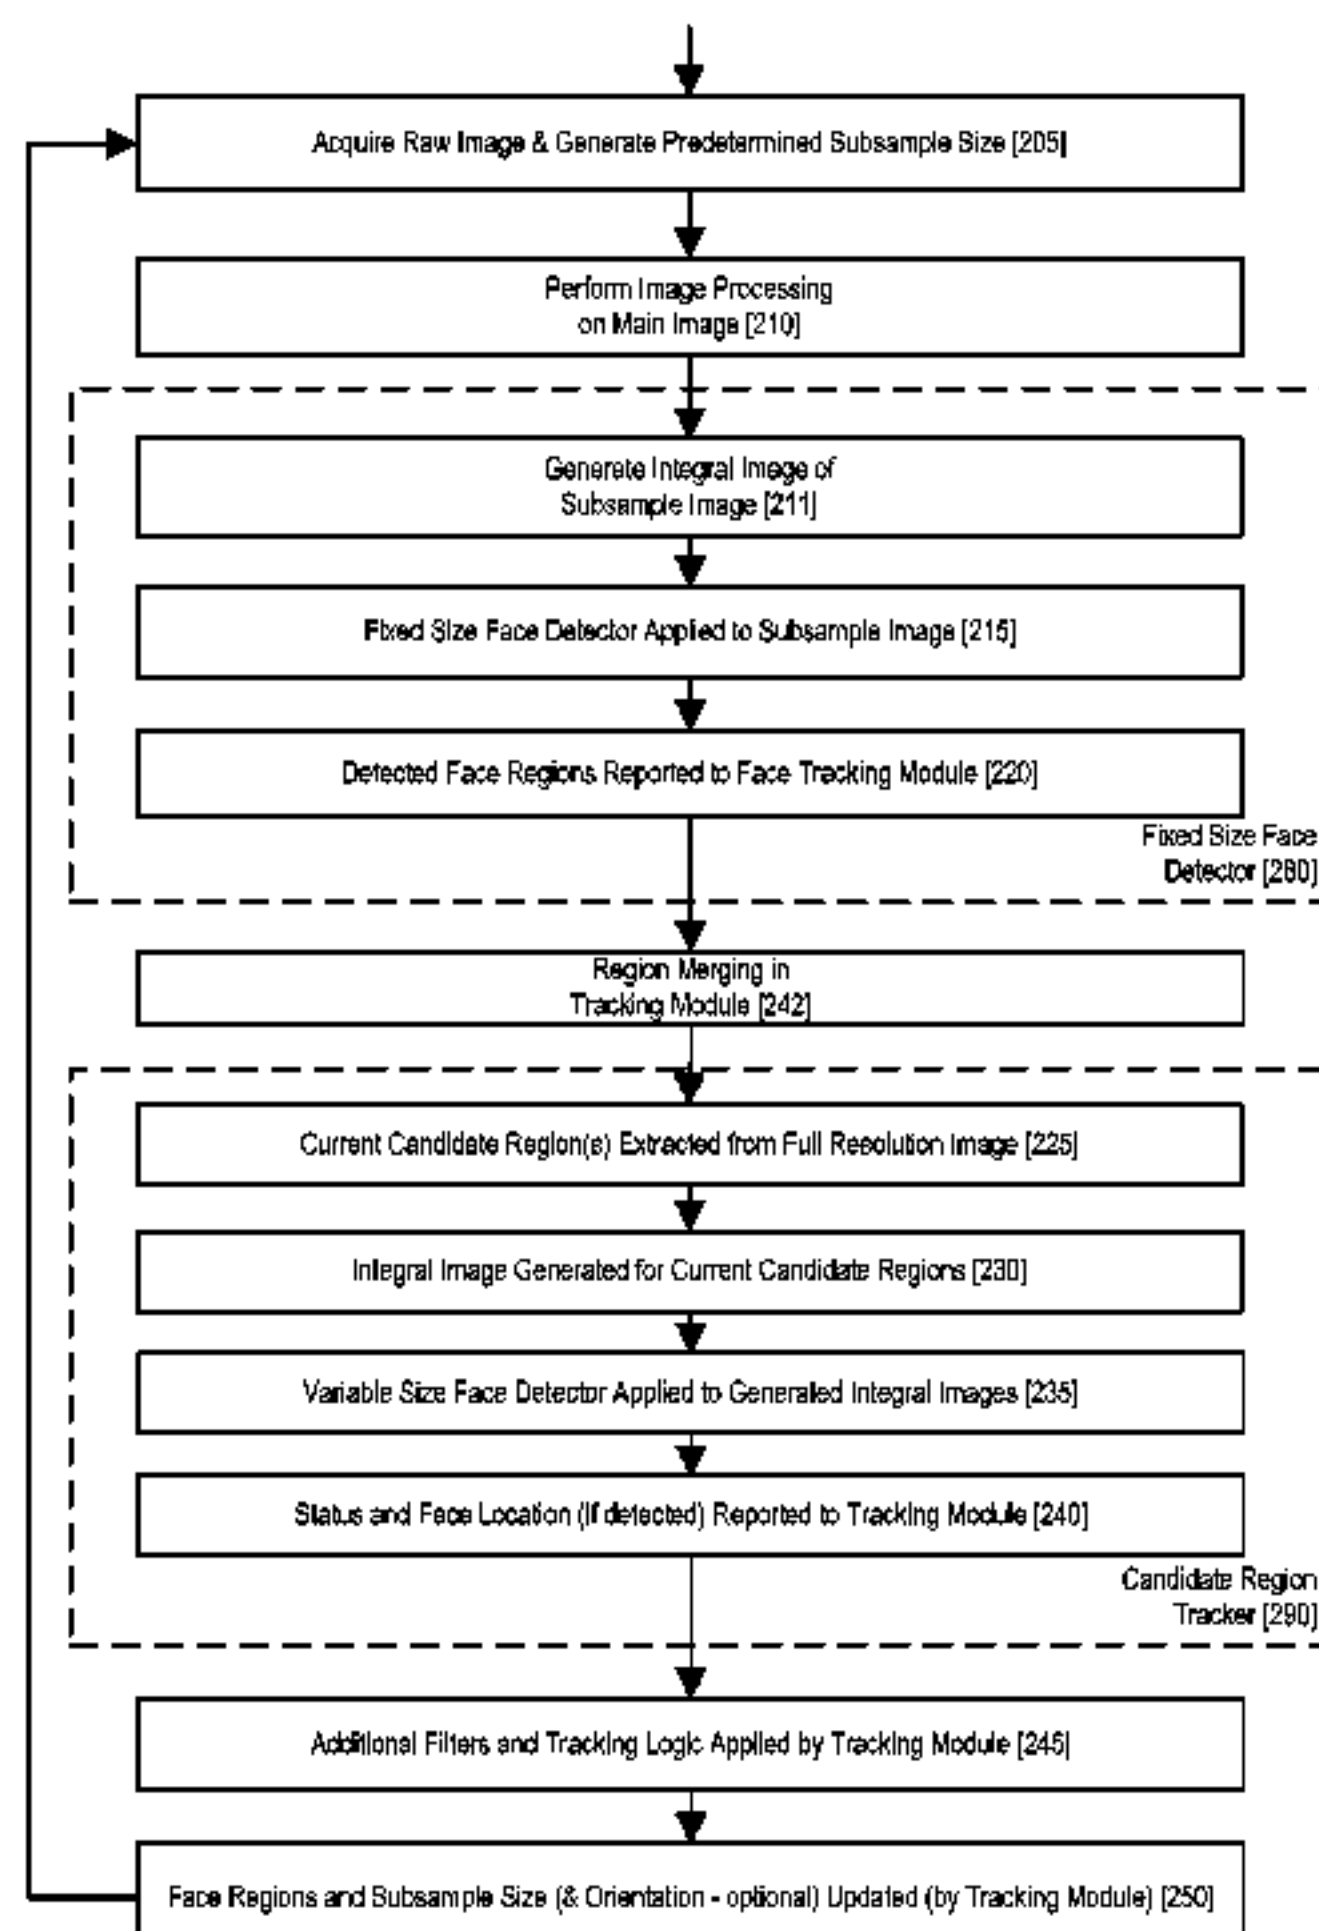 Acquire Raw Image & Generate Predetermined Subsample Size [205]
Perform Image Processing
on Main Image [210]
Generate Integral Image of
Subsample Image [211]
Fixed Size Face Detector Applied to Subsample Image [215]
Detected Face Regions Reported to Face Tracking Module [220]
Fixed Size Face
Detector [280]
Region Merging in
Tracking Module [242]
Current Candidate Region(s) Extracted from Full Resolution Image [225]
Integral Image Generated for Current Candidate Regions [230]
Variable Size Face Detector Applied to Generated Integral Images [235]
Status and Face Location (if detected) Reported to Tracking Module [240]
Candidate Region
Tracker [290]
Additional Filters and Tracking Logic Applied by Tracking Module [245]
Face Regions and Subsample Size (& Orientation - optional) Updated (by Tracking Module) [250]